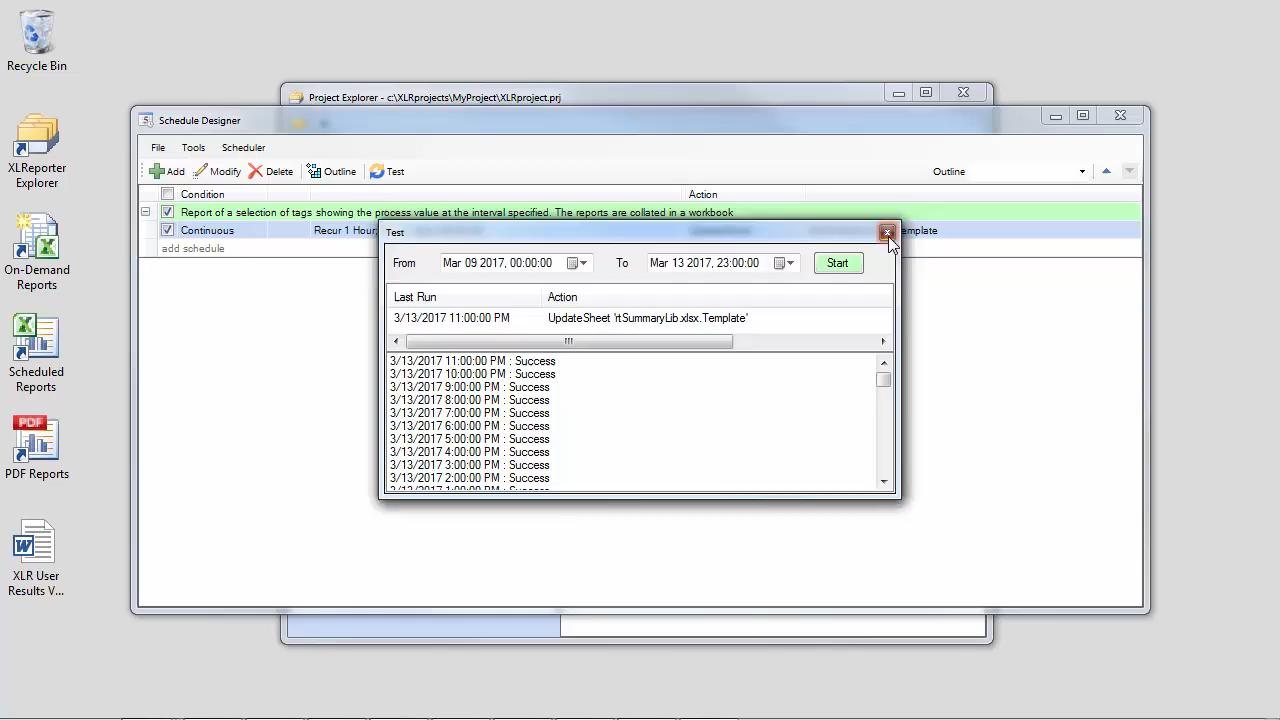 Recycle Bin
XLReporter
Explorer
On-Demand
Reports
Scheduled
Reports
PDF
PDF Reports
XLR User
Results V...
Project Explorer - c:\XLRprojects\MyProject\XLRproject.prj
Schedule Designer
File Tools Scheduler
Add Modify Delete Outline Test Outline
Condition Action
Report of a selection of tags showing the process value at the interval specified. The reports are collated in a workbook
Continuous Recur 1 Hour, emplate
add schedule
Test
From Mar 09 2017, 00:00:00 To Mar 13 2017, 23:00:00 Start
Last Run Action
3/13/2017 11:00:00 PM UpdateSheet 'rtSummaryLib.xlsx.Template'
3/13/2017 11:00:00 PM : Success
3/13/2017 10:00:00 PM : Success
3/13/2017 9:00:00 PM : Success
3/13/2017 8:00:00 PM : Success
3/13/2017 7:00:00 PM : Success
3/13/2017 6:00:00 PM : Success
3/13/2017 5:00:00 PM : Success
3/13/2017 4:00:00 PM : Success
3/13/2017 3:00:00 PM : Success
3/13/2017 2:00:00 PM : Success
3/13/2017 1:00:00 PM : Success